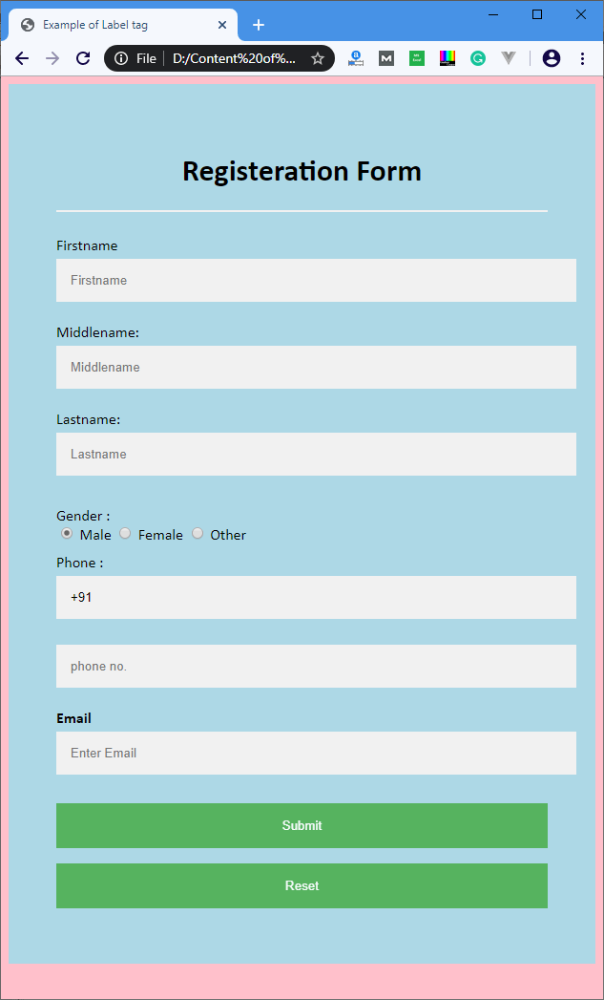 Example of Label tag
File
D:/Content%20of%...
Registeration Form
Firstname
Firstname
Middlename:
Middlename
Lastname:
Lastname
Gender :
Male Female Other
Phone :
+91
phone no.
Email
Enter Email
Submit
Reset